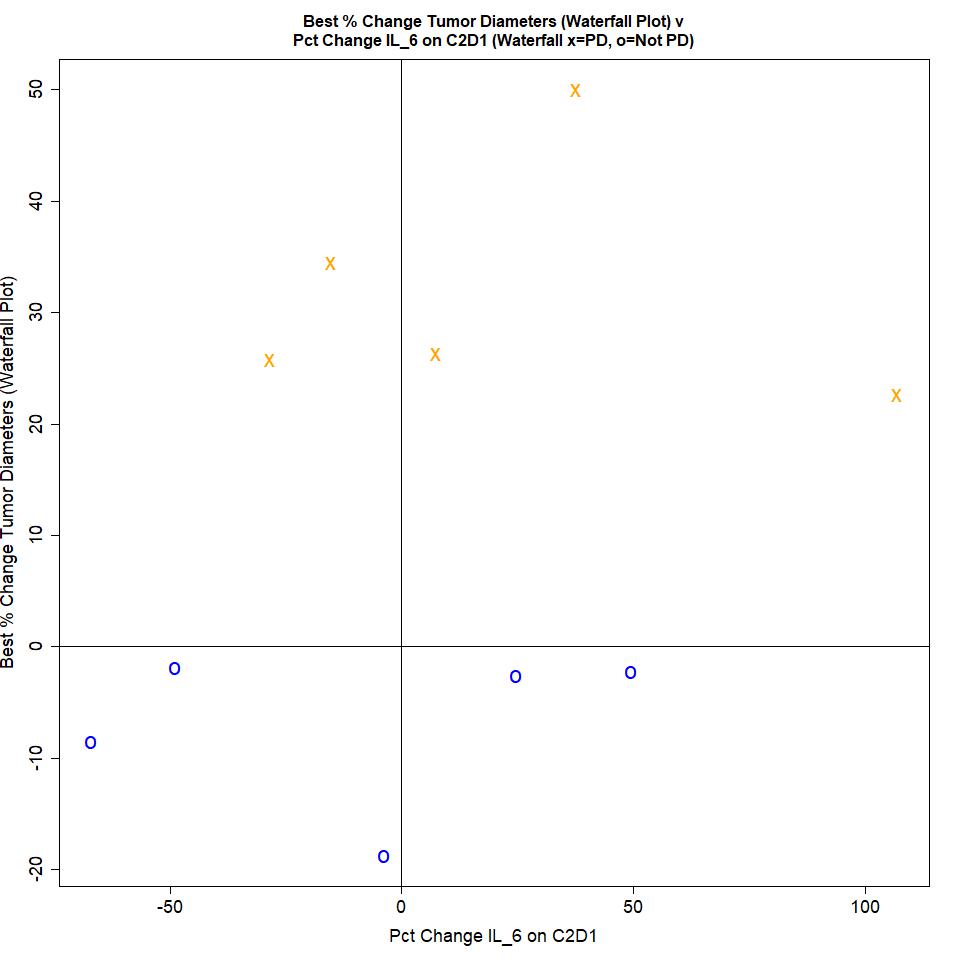 Best % Change Tumor Diameters (Waterfall Plot) v
Pct Change IL_6 on C2D1 (Waterfall x=PD, o=Not PD)
Best % Change Tumor Diameters (Waterfall Plot)
50
40
30
20
10
0
-10
-20
x
x
x
x
x
o
o
o
o
o
-50
0
50
100
Pct Change IL_6 on C2D1